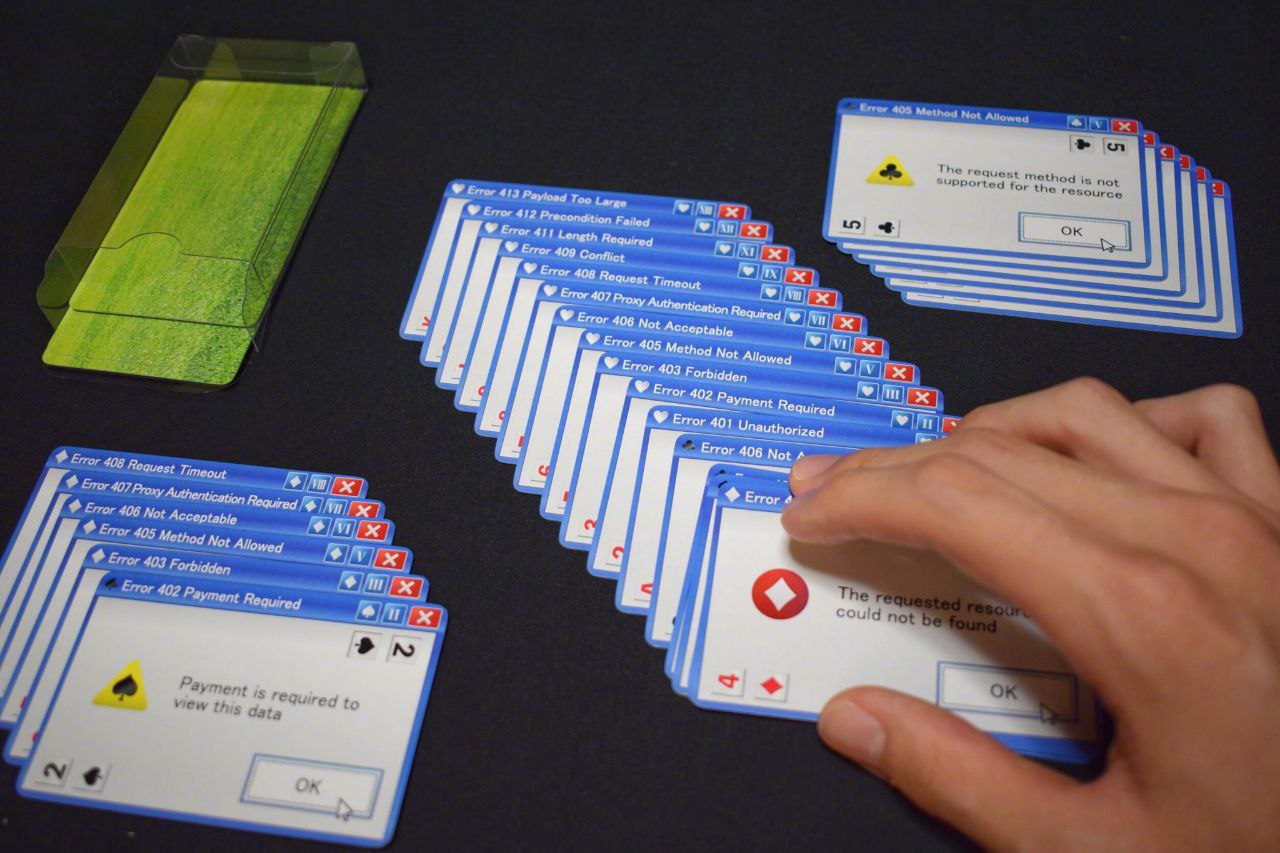 Error 405 Method Not Allowed
V
5
The request method is not
supported for the resource
OK
5
Error 413 Payload Too Large
XIII
Error 412 Precondition Failed
XII
Error 411 Length Required
XI
Error 409 Conflict
IX
Error 408 Request Timeout
VIII
Error 407 Proxy Authentication Required
VII
Error 406 Not Acceptable
VI
Error 405 Method Not Allowed
V
Error 403 Forbidden
III
Error 402 Payment Required
II
Error 401 Unauthorized
Error 406 Not
Error
The requested
could not be found
OK
4
6
3
2
Error 408 Request Timeout
VIII
Error 407 Proxy Authentication Required
VII
Error 406 Not Acceptable
VI
Error 405 Method Not Allowed
V
Error 403 Forbidden
III
Error 402 Payment Required
II
2
Payment is required to
view this data
OK
2